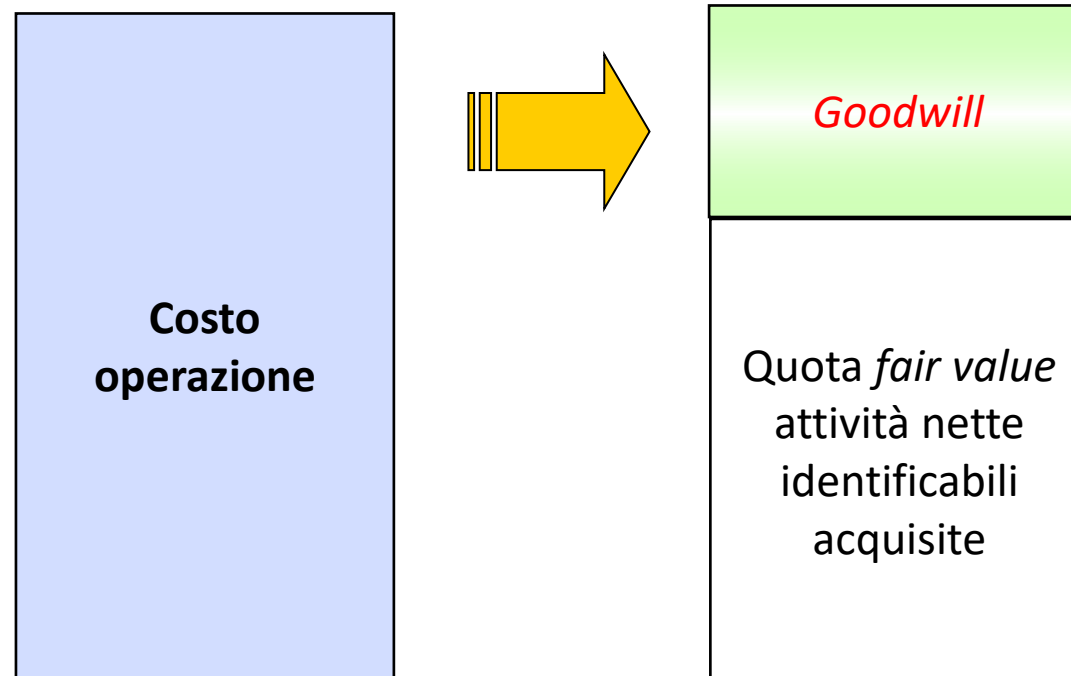 Costo
operazione
Goodwill
Quota fair value
attività nette
identificabili
acquisite